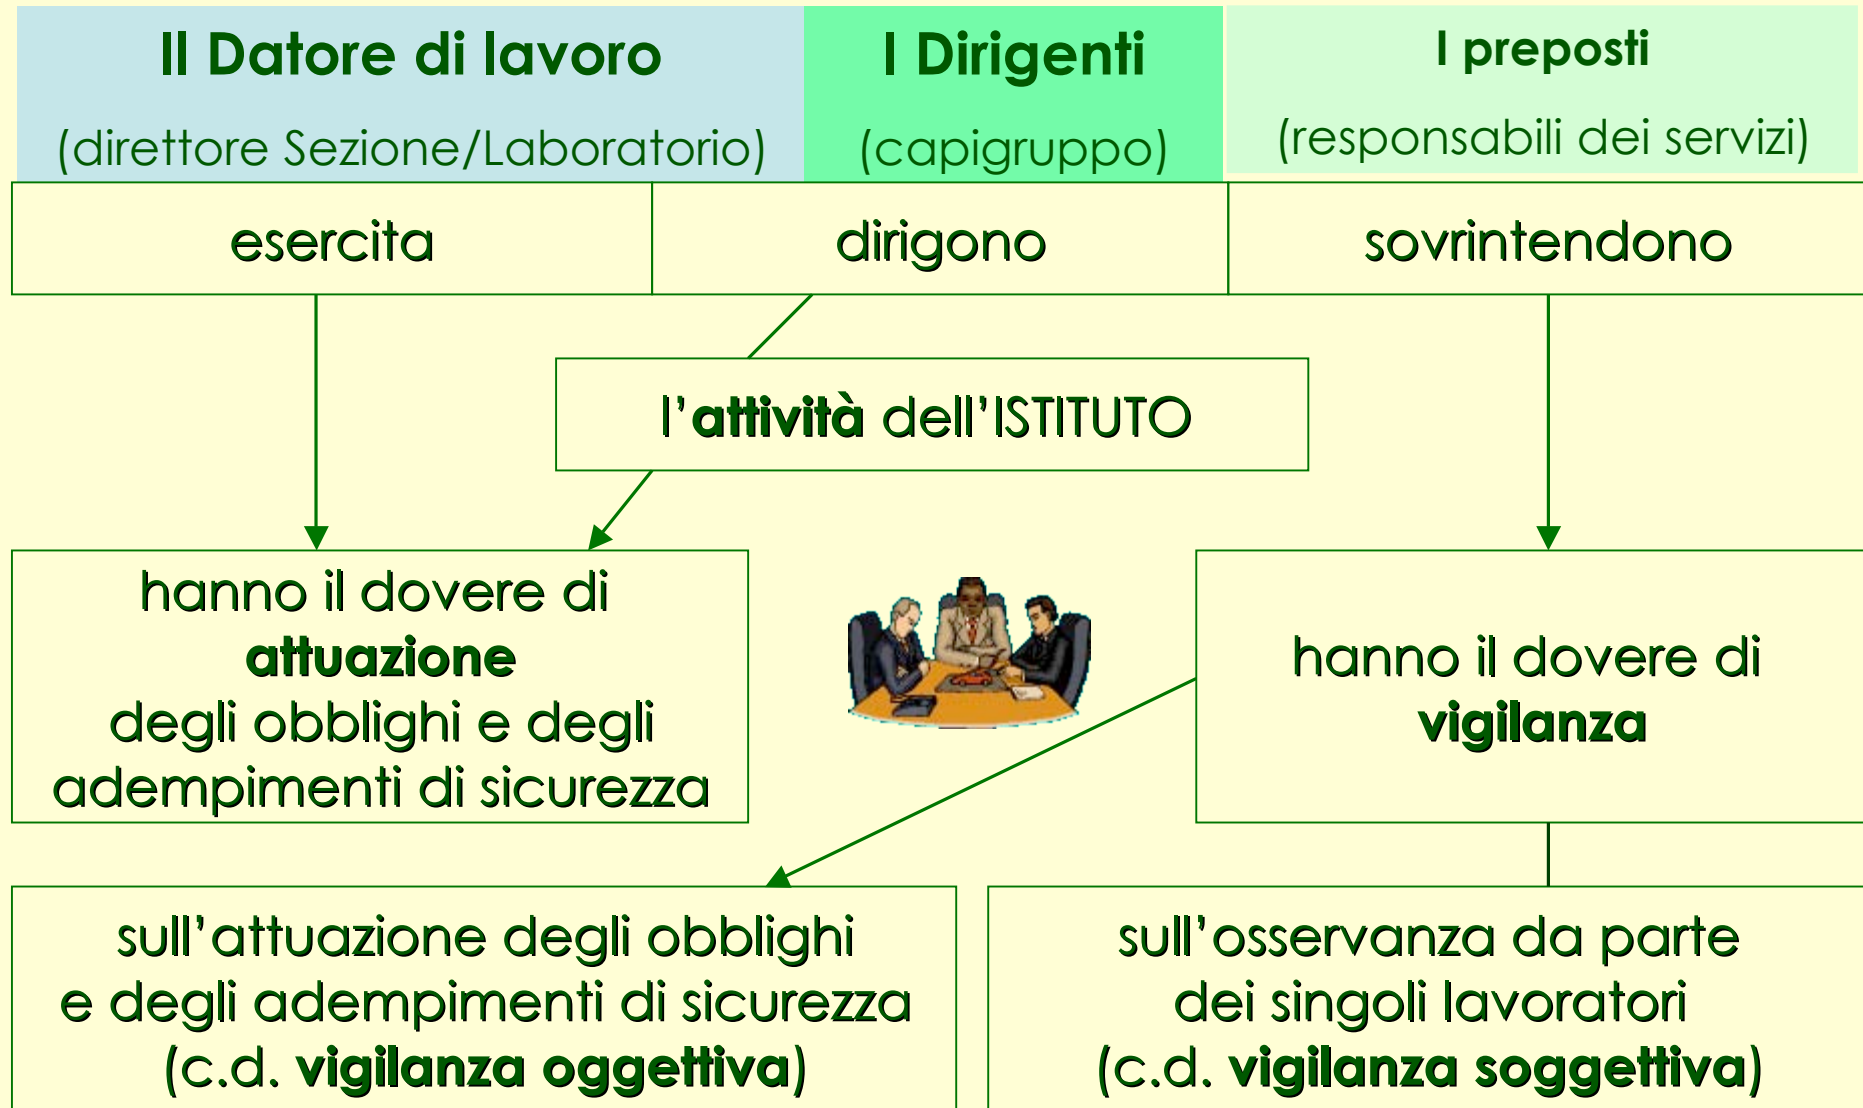 Il Datore di lavoro
(direttore Sezione/Laboratorio)
I Dirigenti
(capigruppo)
I preposti
(responsabili dei servizi)
esercita
dirigono
sovrintendono
l’attività dell’ISTITUTO
hanno il dovere di
attuazione
degli obblighi e degli
adempimenti di sicurezza
hanno il dovere di
vigilanza
sull’attuazione degli obblighi
e degli adempimenti di sicurezza
(c.d. vigilanza oggettiva)
sull’osservanza da parte
dei singoli lavoratori
(c.d. vigilanza soggettiva)